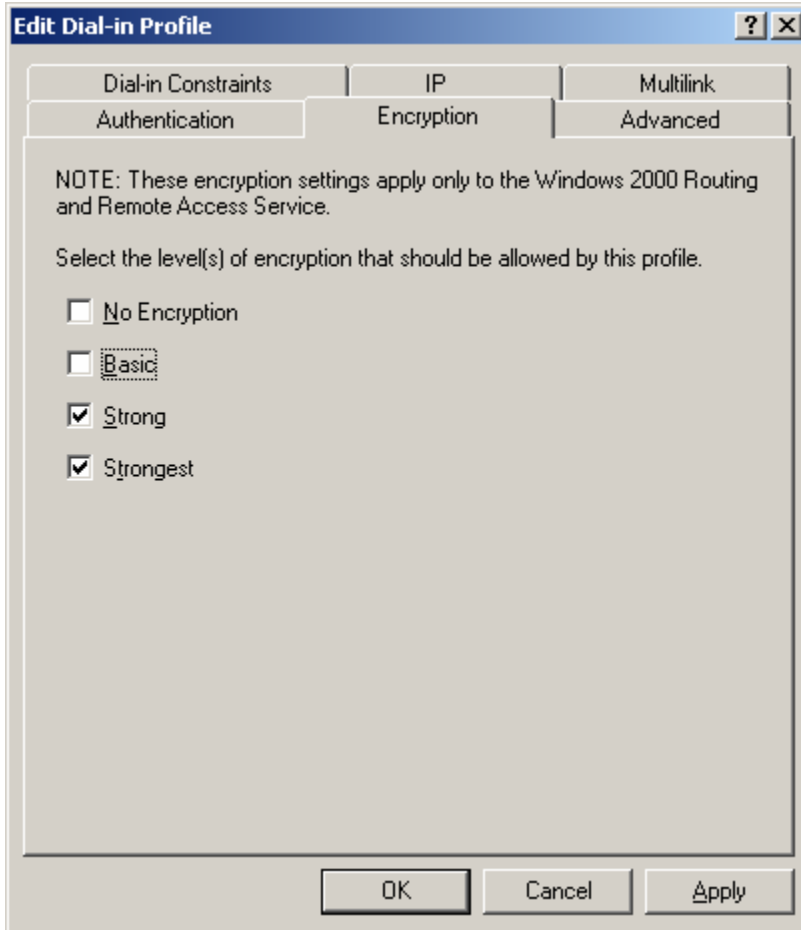 Edit Dial-in Profile
?
Dial-in Constraints
IP
Multilink
Authentication
Encryption
Advanced
NOTE: These encryption settings apply only to the Windows 2000 Routing
and Remote Access Service.
Select the level(s) of encryption that should be allowed by this profile.
No Encryption
Basic
Strong
Strongest
OK
Cancel
Apply